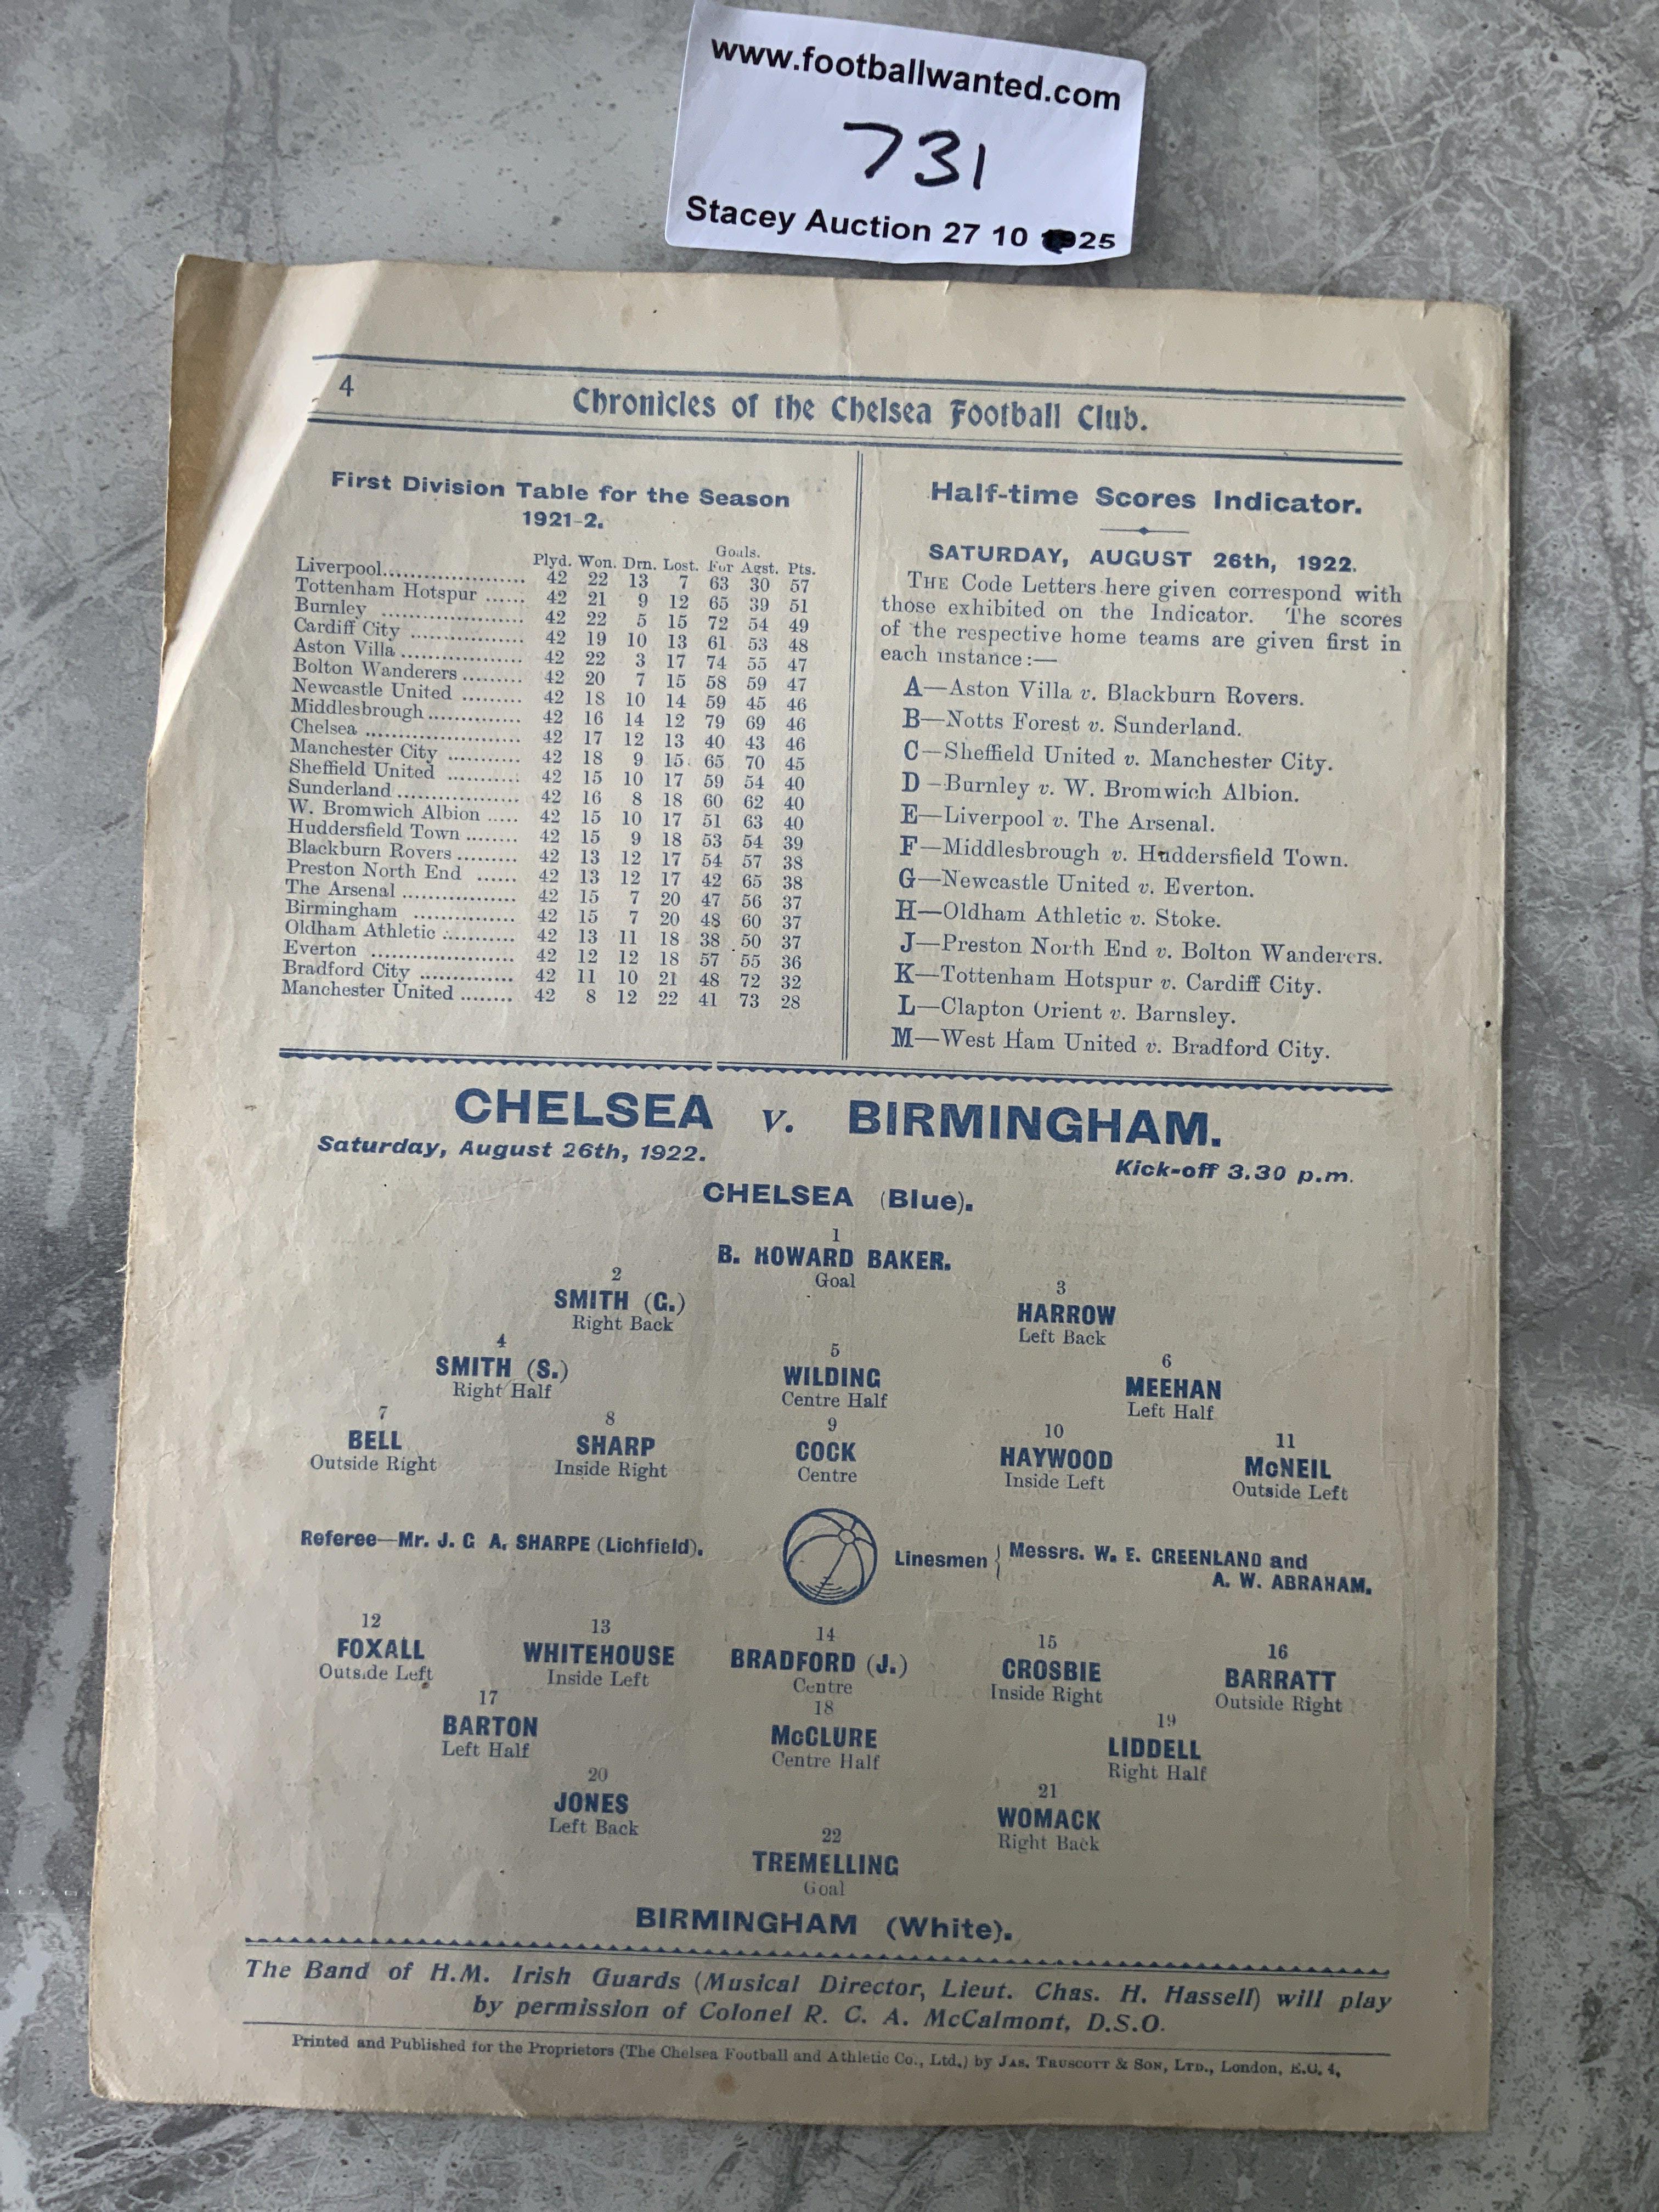 www.footballwanted.com
731
Stacey Auction 27 10 25
4
Chronicles of the Chelsea Football Club.
First Division Table for the Season
1921-2.
Goals.
Plyd. Won. Drn. Lost. For Agst. Pts.
Liverpool..................... 42 22 13 7 63 30 57
Tottenham Hotspur ...... 42 21 9 12 65 39 51
Burnley ..................... 42 22 5 15 72 54 49
Cardiff City ................ 42 19 10 13 61 53 48
Aston Villa .................. 42 22 3 17 74 55 47
Bolton Wanderers ......... 42 20 7 15 58 59 47
Newcastle United ......... 42 18 10 14 59 45 46
Middlesbrough.............. 42 16 14 12 79 69 46
Chelsea ....................... 42 17 12 13 40 43 46
Manchester City ........... 42 18 9 15 65 70 45
Sheffield United ........... 42 15 10 17 59 54 40
Sunderland .................. 42 16 8 18 60 62 40
W. Bromwich Albion ..... 42 15 10 17 51 63 40
Huddersfield Town ........ 42 15 9 18 53 54 39
Blackburn Rovers ......... 42 13 12 17 54 57 38
Preston North End ...... 42 13 12 17 42 65 38
The Arsenal ................. 42 15 7 20 47 56 37
Birmingham ............... 42 15 7 20 48 60 37
Oldham Athletic ........... 42 13 11 18 38 50 37
Everton ..................... 42 12 12 18 57 55 36
Bradford City .............. 42 11 10 21 48 72 32
Manchester United ........ 42 8 12 22 41 73 28
Half-time Scores Indicator.
SATURDAY, AUGUST 26th, 1922.
THE Code Letters here given correspond with
those exhibited on the Indicator. The scores
of the respective home teams are given first in
each instance:—
A—Aston Villa v. Blackburn Rovers.
B—Notts Forest v. Sunderland.
C—Sheffield United v. Manchester City.
D—Burnley v. W. Bromwich Albion.
E—Liverpool v. The Arsenal.
F—Middlesbrough v. Huddersfield Town.
G—Newcastle United v. Everton.
H—Oldham Athletic v. Stoke.
J—Preston North End v. Bolton Wanderers.
K—Tottenham Hotspur v. Cardiff City.
L—Clapton Orient v. Barnsley.
M—West Ham United v. Bradford City.
CHELSEA v. BIRMINGHAM.
Saturday, August 26th, 1922. Kick-off 3.30 p.m.
CHELSEA (Blue).
1
B. HOWARD BAKER.
Goal
2 3
SMITH (G.) HARROW
Right Back Left Back
4 5 6
SMITH (S.) WILDING MEEHAN
Right Half Centre Half Left Half
7 8 9 10 11
BELL SHARP COCK HAYWOOD McNEIL
Outside Right Inside Right Centre Inside Left Outside Left
Referee—Mr. J. G A. SHARPE (Lichfield). Linesmen { Messrs. W. E. GREENLAND and
A. W. ABRAHAM.
12 13 14 15 16
FOXALL WHITEHOUSE BRADFORD (J.) CROSBIE BARRATT
Outside Left Inside Left Centre Inside Right Outside Right
17 18 19
BARTON McCLURE LIDDELL
Left Half Centre Half Right Half
20 21
JONES WOMACK
Left Back Right Back
22
TREMELLING
Goal
BIRMINGHAM (White).
The Band of H.M. Irish Guards (Musical Director, Lieut. Chas. H. Hassell) will play
by permission of Colonel R. C. A. McCalmont, D.S.O.
Printed and Published for the Proprietors (The Chelsea Football and Athletic Co., Ltd.) by JAS. TRUSCOTT & SON, LTD., London, E.C. 4,